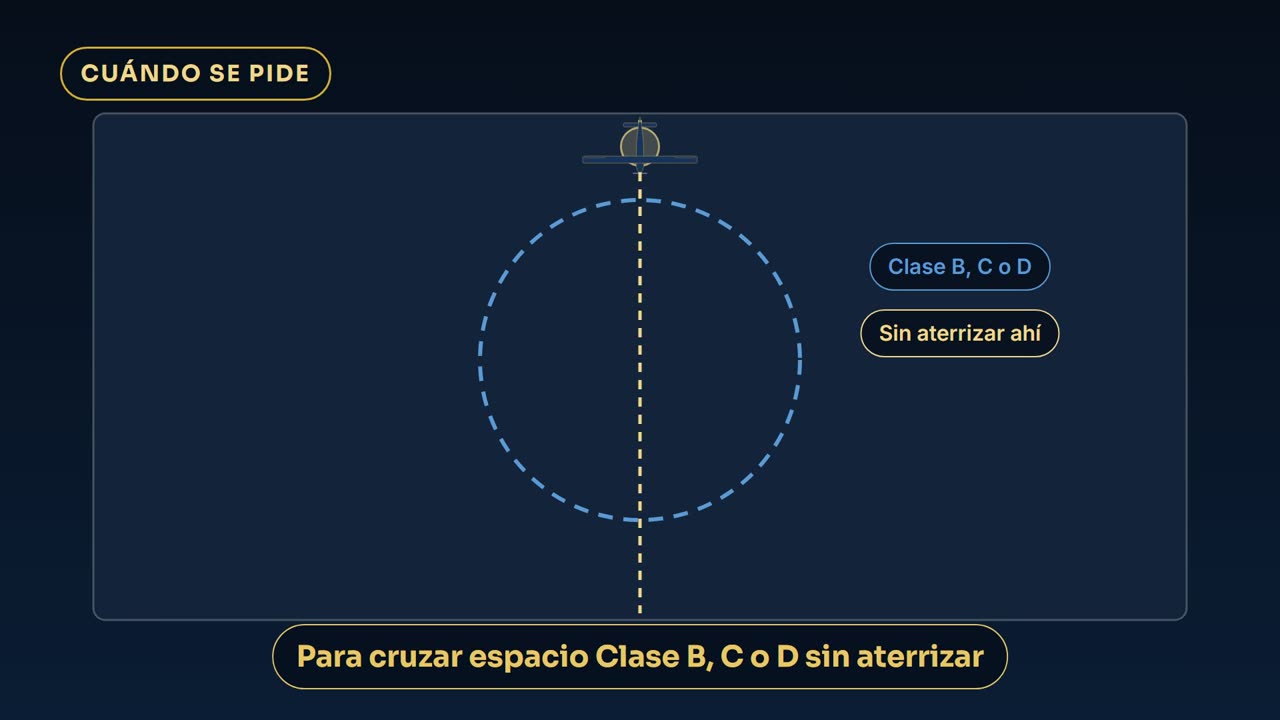 CUÁNDO SE PIDE
Clase B, C o D
Sin aterrizar ahí
Para cruzar espacio Clase B, C o D sin aterrizar